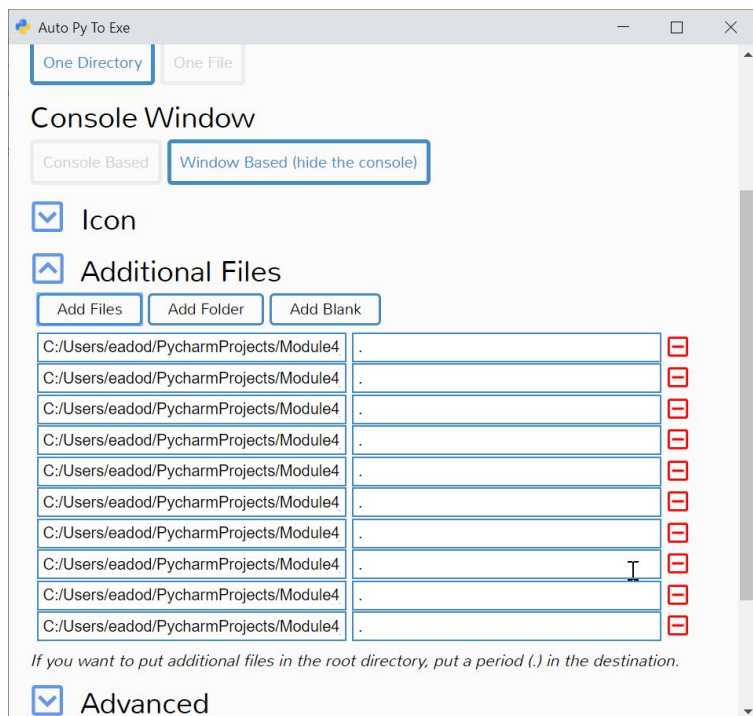 Auto Py To Exe
One Directory One File
Console Window
Console Based Window Based (hide the console)
Icon
Additional Files
Add Files Add Folder Add Blank
C:/Users/eadod/PycharmProjects/Module4 .
C:/Users/eadod/PycharmProjects/Module4 .
C:/Users/eadod/PycharmProjects/Module4 .
C:/Users/eadod/PycharmProjects/Module4 .
C:/Users/eadod/PycharmProjects/Module4 .
C:/Users/eadod/PycharmProjects/Module4 .
C:/Users/eadod/PycharmProjects/Module4 .
C:/Users/eadod/PycharmProjects/Module4 .
C:/Users/eadod/PycharmProjects/Module4 .
C:/Users/eadod/PycharmProjects/Module4 .
If you want to put additional files in the root directory, put a period (.) in the destination.
Advanced